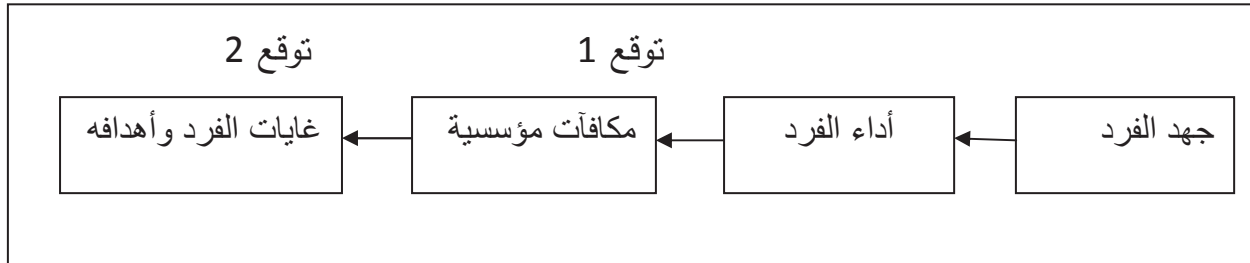 توقع 1
توقع 2
جهد الفرد
أداء الفرد
مكافآت مؤسسية
غايات الفرد وأهدافه